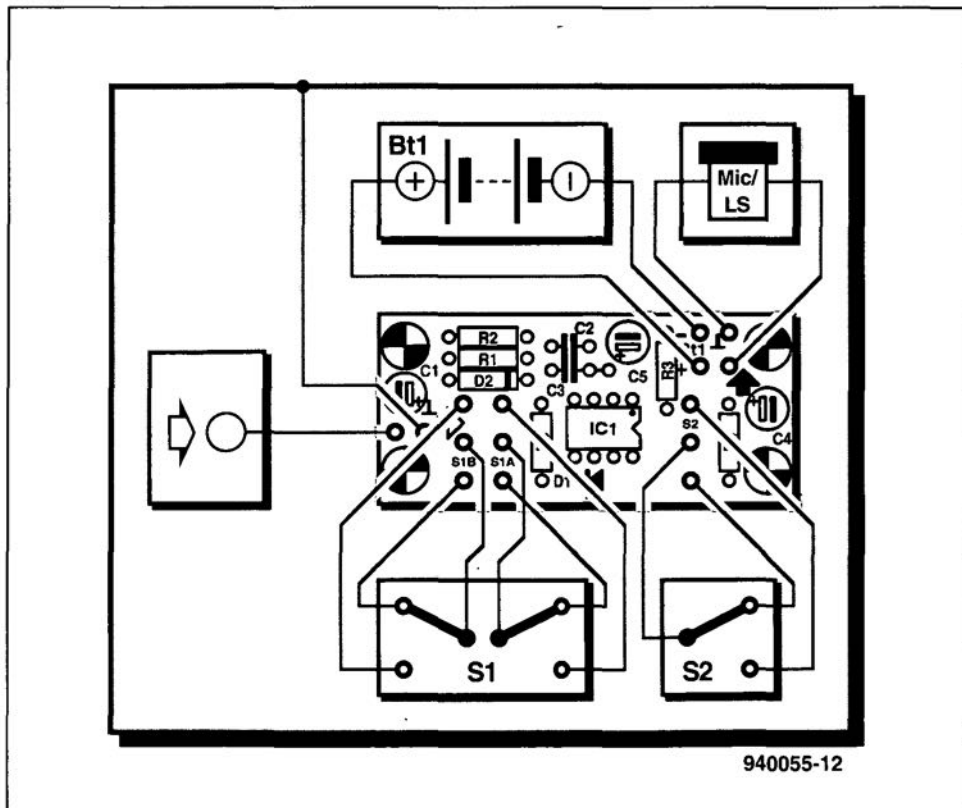 Bt1
+
−
Mic/
LS
R2
R1
D2
C1
C2
C3
C5
R3
+
t1
C4
IC1
D1
S1B
S1A
S2
S1
S2
940055-12